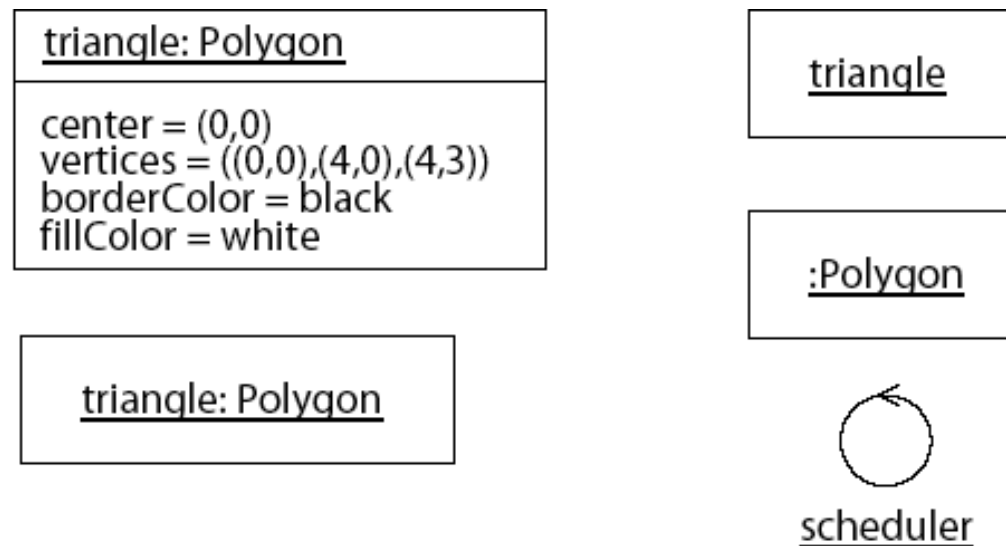 triangle: Polygon
center = (0,0)
vertices = ((0,0),(4,0),(4,3))
borderColor = black
fillColor = white
triangle: Polygon
triangle
:Polygon
scheduler